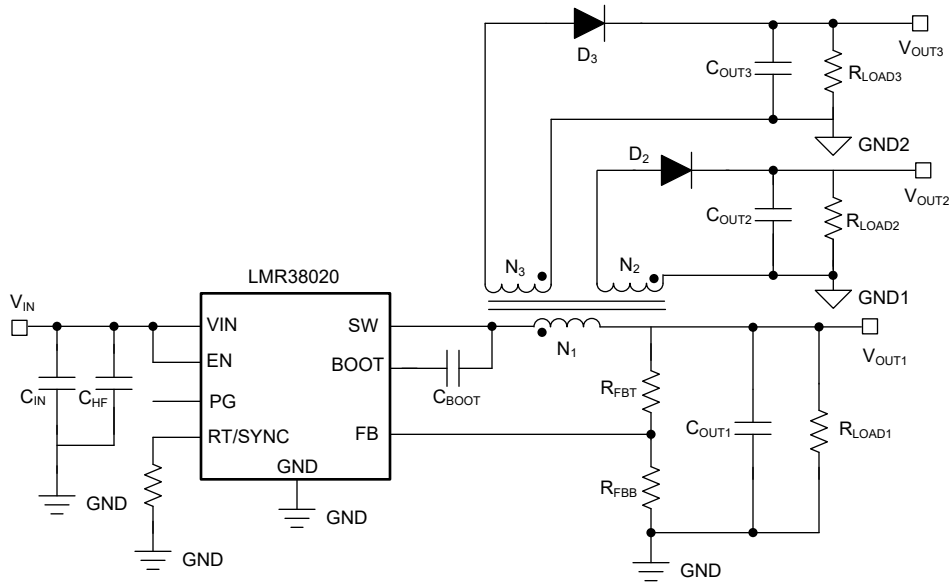 D3
VOUT3
COUT3
RLOAD3
GND2
D2
VOUT2
COUT2
RLOAD2
GND1
N3
N2
LMR38020
VIN
VIN
SW
EN
BOOT
N1
VOUT1
CIN
CHF
PG
CBOOT
RFBT
RT/SYNC
FB
COUT1
RLOAD1
GND
RFBB
GND
GND
GND
GND